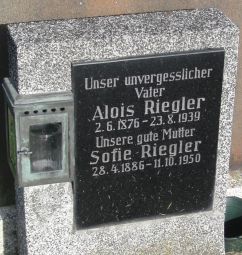 Unser unvergesslicher
Vater
Alois Riegler
2.6.1876-23.8.1939
Unsere gute Mutter
Sofie Riegler
28.4.1886-11.10.1950